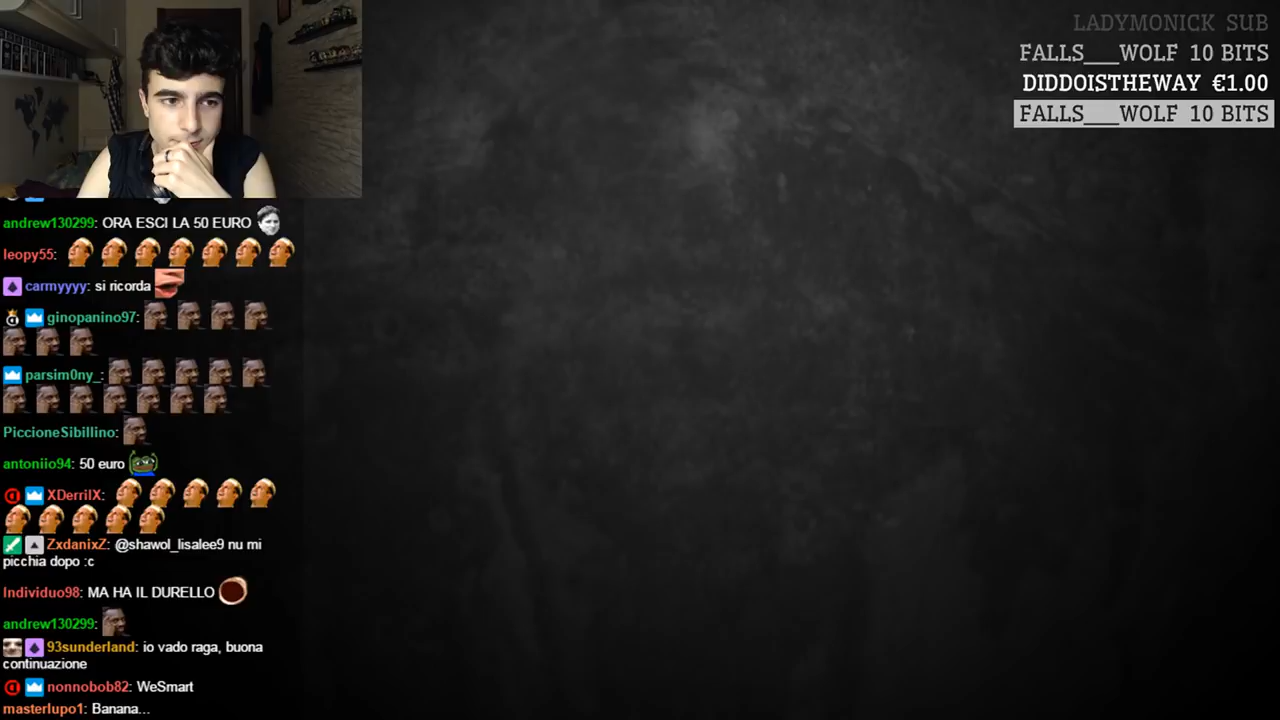 LADYMONICK SUB
FALLS___WOLF 10 BITS
DIDDOISTHEWAY €1.00
FALLS___WOLF 10 BITS
andrew130299: ORA ESCI LA 50 EURO
leopy55:
carmyyyy: si ricorda
ginopanino97:
parsim0ny_:
PiccioneSibillino:
antoniio94: 50 euro
XDerrilX:
ZxdanixZ: @shawol_lisalee9 nu mi
picchia dopo :c
Individuo98: MA HA IL DURELLO
andrew130299:
93sunderland: io vado raga, buona
continuazione
nonnobob82: WeSmart
masterlupo1: Banana...